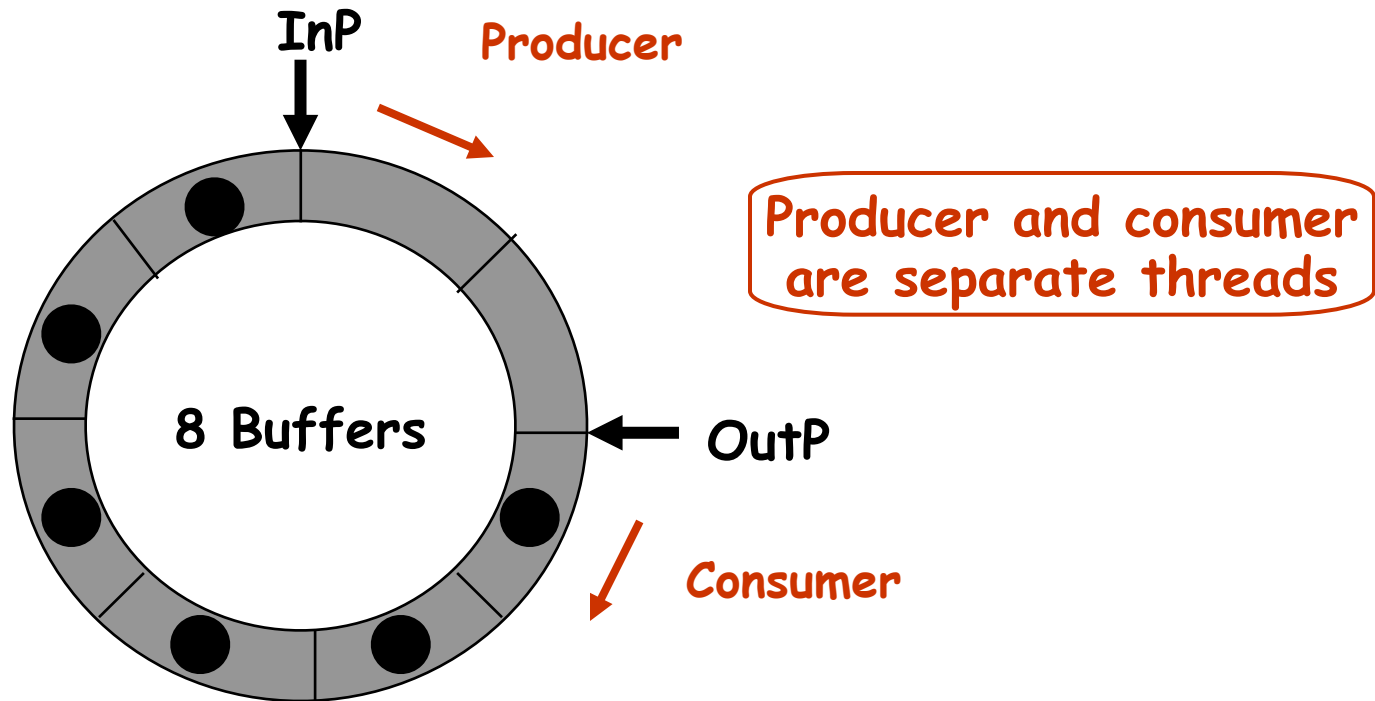 InP
Producer
Producer and consumer
are separate threads
8 Buffers
OutP
Consumer